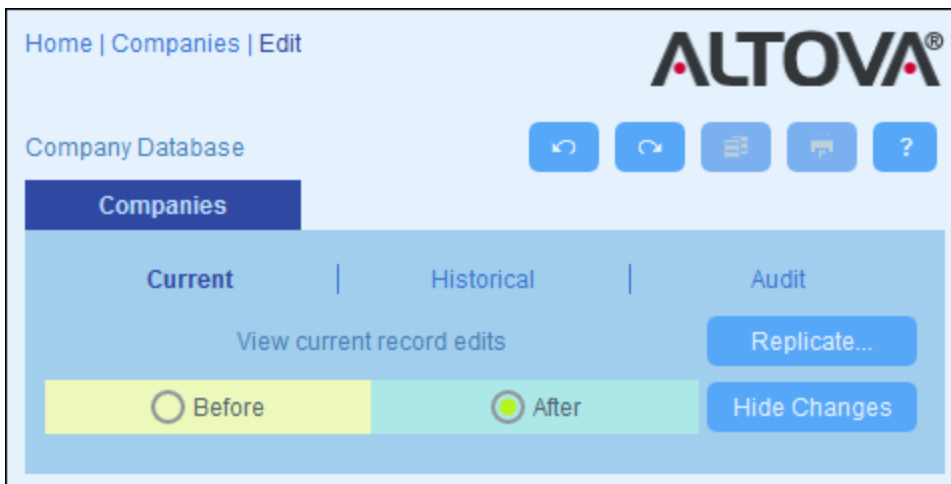 Home | Companies | Edit
ALTOVA®
Company Database
?
Companies
Current | Historical | Audit
View current record edits
Replicate...
Before
After
Hide Changes